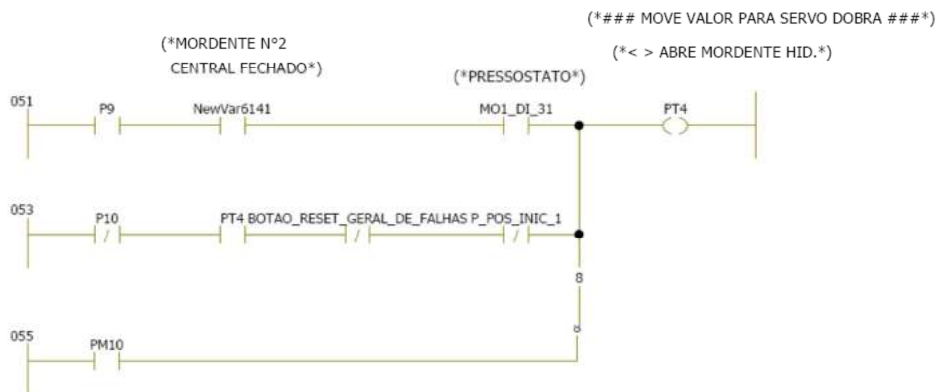 (*### MOVE VALOR PARA SERVO DOBRA ###*)
(*MORDENTE Nº2
CENTRAL FECHADO*)
(*< > ABRE MORDENTE HID.*)
(*PRESSOSTATO*)
051 P9 NewVar6141 MO1_DI_31 PT4
053 P10 PT4 BOTAO_RESET_GERAL_DE_FALHAS P_POS_INIC_1
8
8
055 PM10